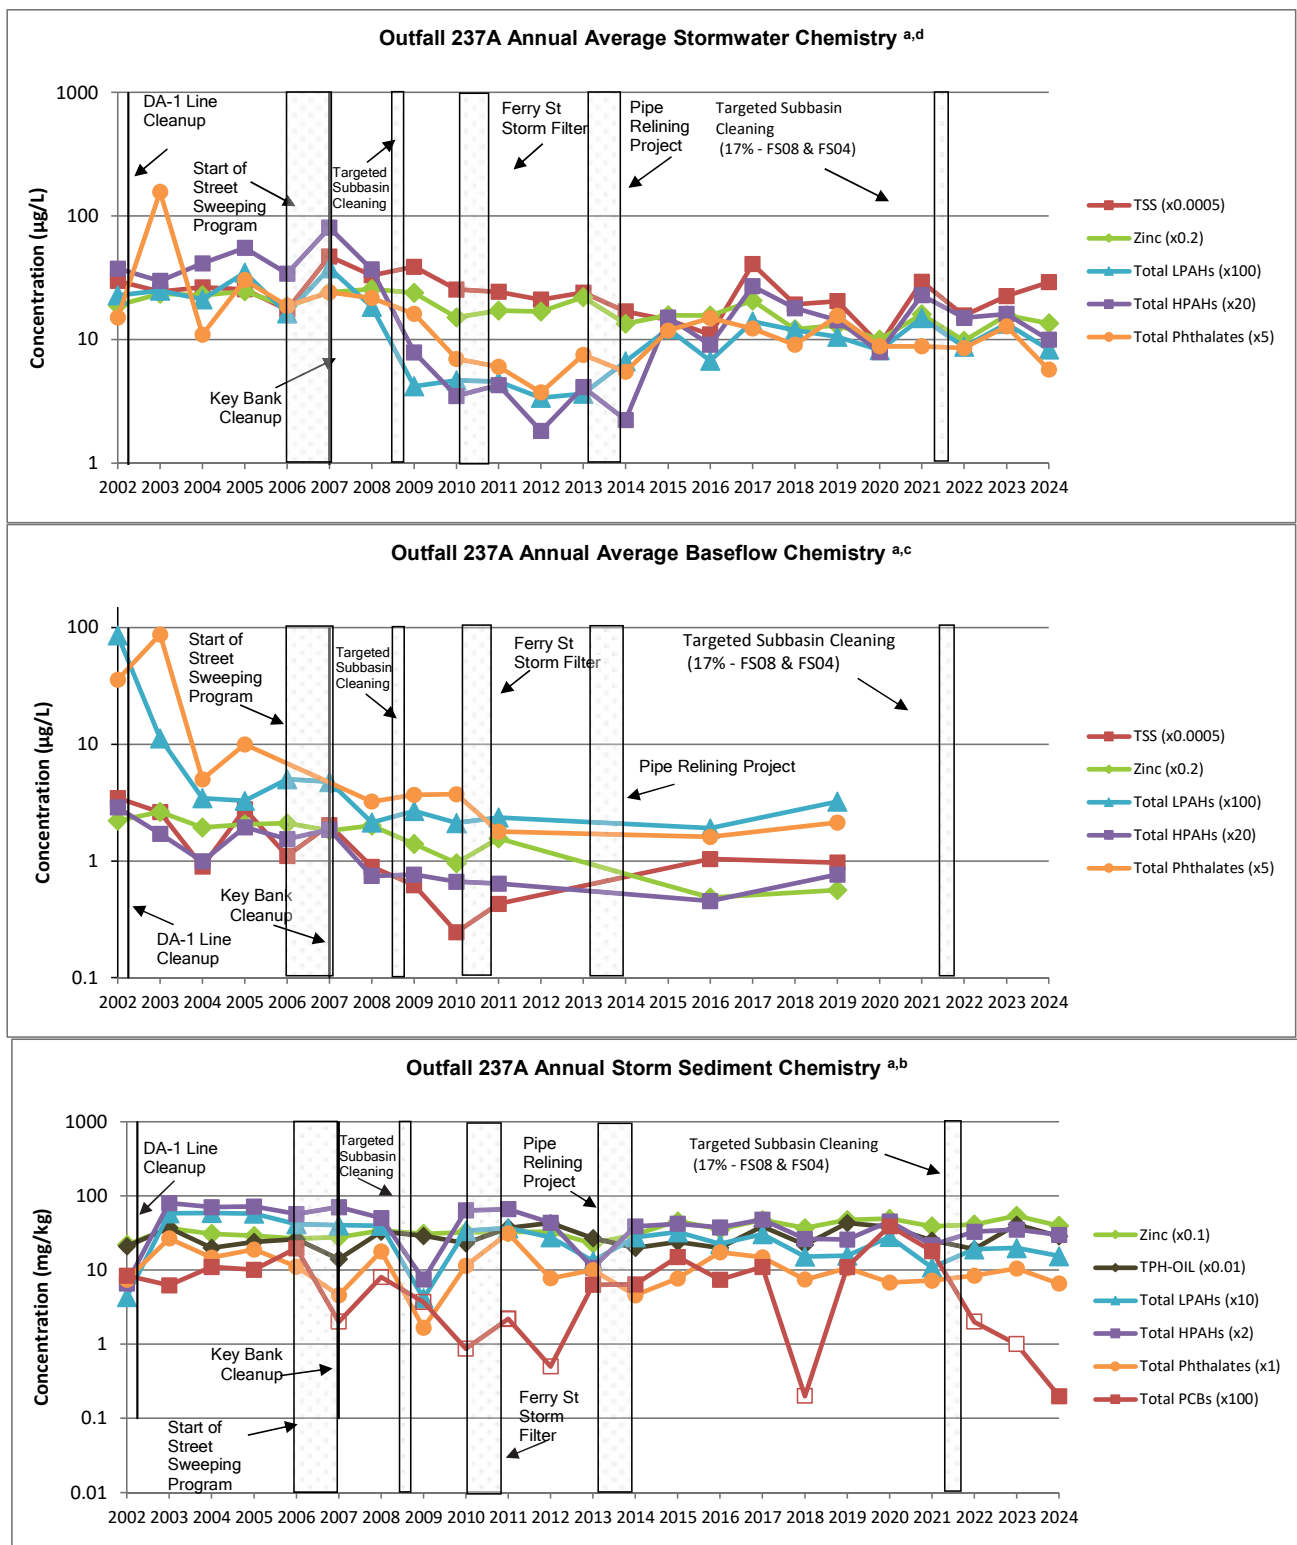 Outfall 237A Annual Average Stormwater Chemistry a,d
Concentration (µg/L)
1000
100
10
1
DA-1 Line
Cleanup
Start of
Street
Sweeping
Program
Key Bank
Cleanup
Targeted
Subbasin
Cleaning
Ferry St
Storm Filter
Pipe
Relining
Project
Targeted Subbasin
Cleaning
(17% - FS08 & FS04)
2002 2003 2004 2005 2006 2007 2008 2009 2010 2011 2012 2013 2014 2015 2016 2017 2018 2019 2020 2021 2022 2023 2024
TSS (x0.0005)
Zinc (x0.2)
Total LPAHs (x100)
Total HPAHs (x20)
Total Phthalates (x5)
Outfall 237A Annual Average Baseflow Chemistry a,c
Concentration (µg/L)
100
10
1
0.1
Start of
Street
Sweeping
Program
Targeted
Subbasin
Cleaning
Ferry St
Storm Filter
Targeted Subbasin Cleaning
(17% - FS08 & FS04)
Pipe Relining Project
Key Bank
Cleanup
DA-1 Line
Cleanup
2002 2003 2004 2005 2006 2007 2008 2009 2010 2011 2012 2013 2014 2015 2016 2017 2018 2019 2020 2021 2022 2023 2024
TSS (x0.0005)
Zinc (x0.2)
Total LPAHs (x100)
Total HPAHs (x20)
Total Phthalates (x5)
Outfall 237A Annual Storm Sediment Chemistry a,b
Concentration (mg/kg)
1000
100
10
1
0.1
0.01
DA-1 Line
Cleanup
Targeted
Subbasin
Cleaning
Pipe
Relining
Project
Targeted Subbasin Cleaning
(17% - FS08 & FS04)
Key Bank
Cleanup
Start of
Street
Sweeping
Program
Ferry St
Storm
Filter
2002 2003 2004 2005 2006 2007 2008 2009 2010 2011 2012 2013 2014 2015 2016 2017 2018 2019 2020 2021 2022 2023 2024
Zinc (x0.1)
TPH-OIL (x0.01)
Total LPAHs (x10)
Total HPAHs (x2)
Total Phthalates (x1)
Total PCBs (x100)